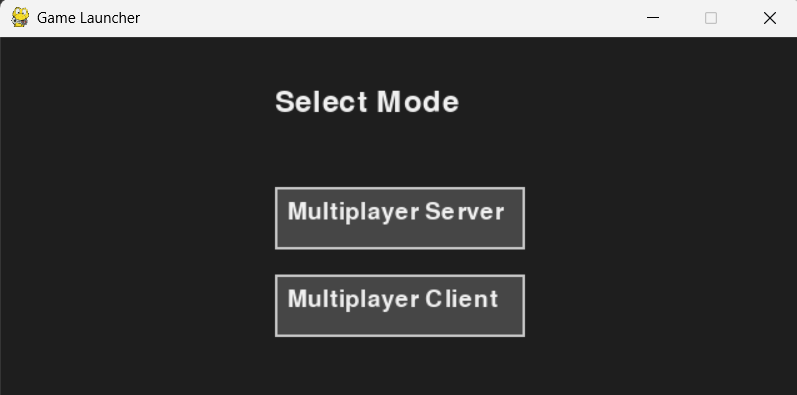 Game Launcher
Select Mode
Multiplayer Server
Multiplayer Client